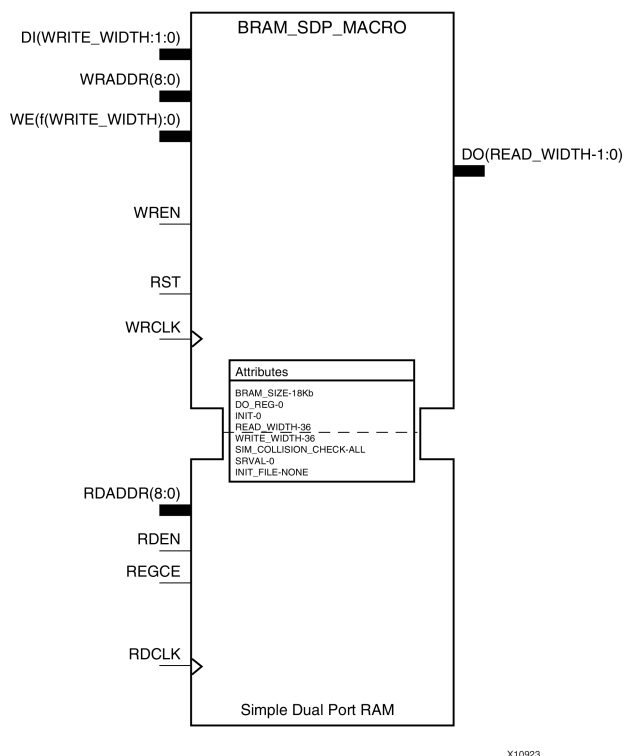 BRAM_SDP_MACRO
DI(WRITE_WIDTH:1:0)
WRADDR(8:0)
WE(f(WRITE_WIDTH):0)
DO(READ_WIDTH-1:0)
WREN
RST
WRCLK
Attributes
BRAM_SIZE-18Kb
DO_REG-0
INIT-0
READ_WIDTH-36
WRITE_WIDTH-36
SIM_COLLISION_CHECK-ALL
SRVAL-0
INIT_FILE-NONE
RDADDR(8:0)
RDEN
REGCE
RDCLK
Simple Dual Port RAM
X10923